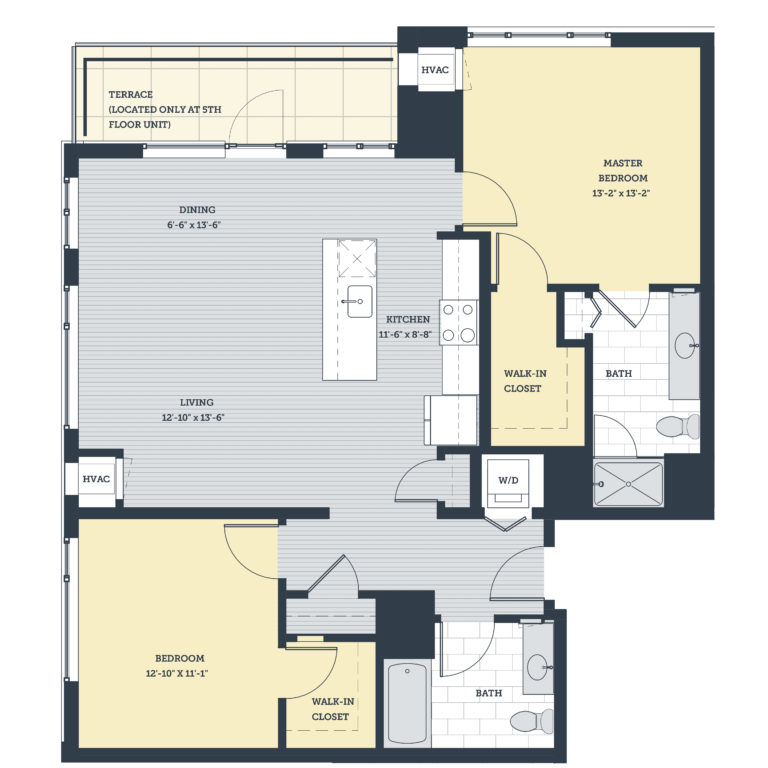 HVAC
TERRACE
(LOCATED ONLY AT 5TH
FLOOR UNIT)
MASTER
BEDROOM
13'-2" x 13'-2"
DINING
6'-6" x 13'-6"
KITCHEN
11'-6" x 8'-8"
WALK-IN
CLOSET
BATH
LIVING
12'-10" x 13'-6"
HVAC
W/D
BEDROOM
12'-10" X 11'-1"
WALK-IN
CLOSET
BATH